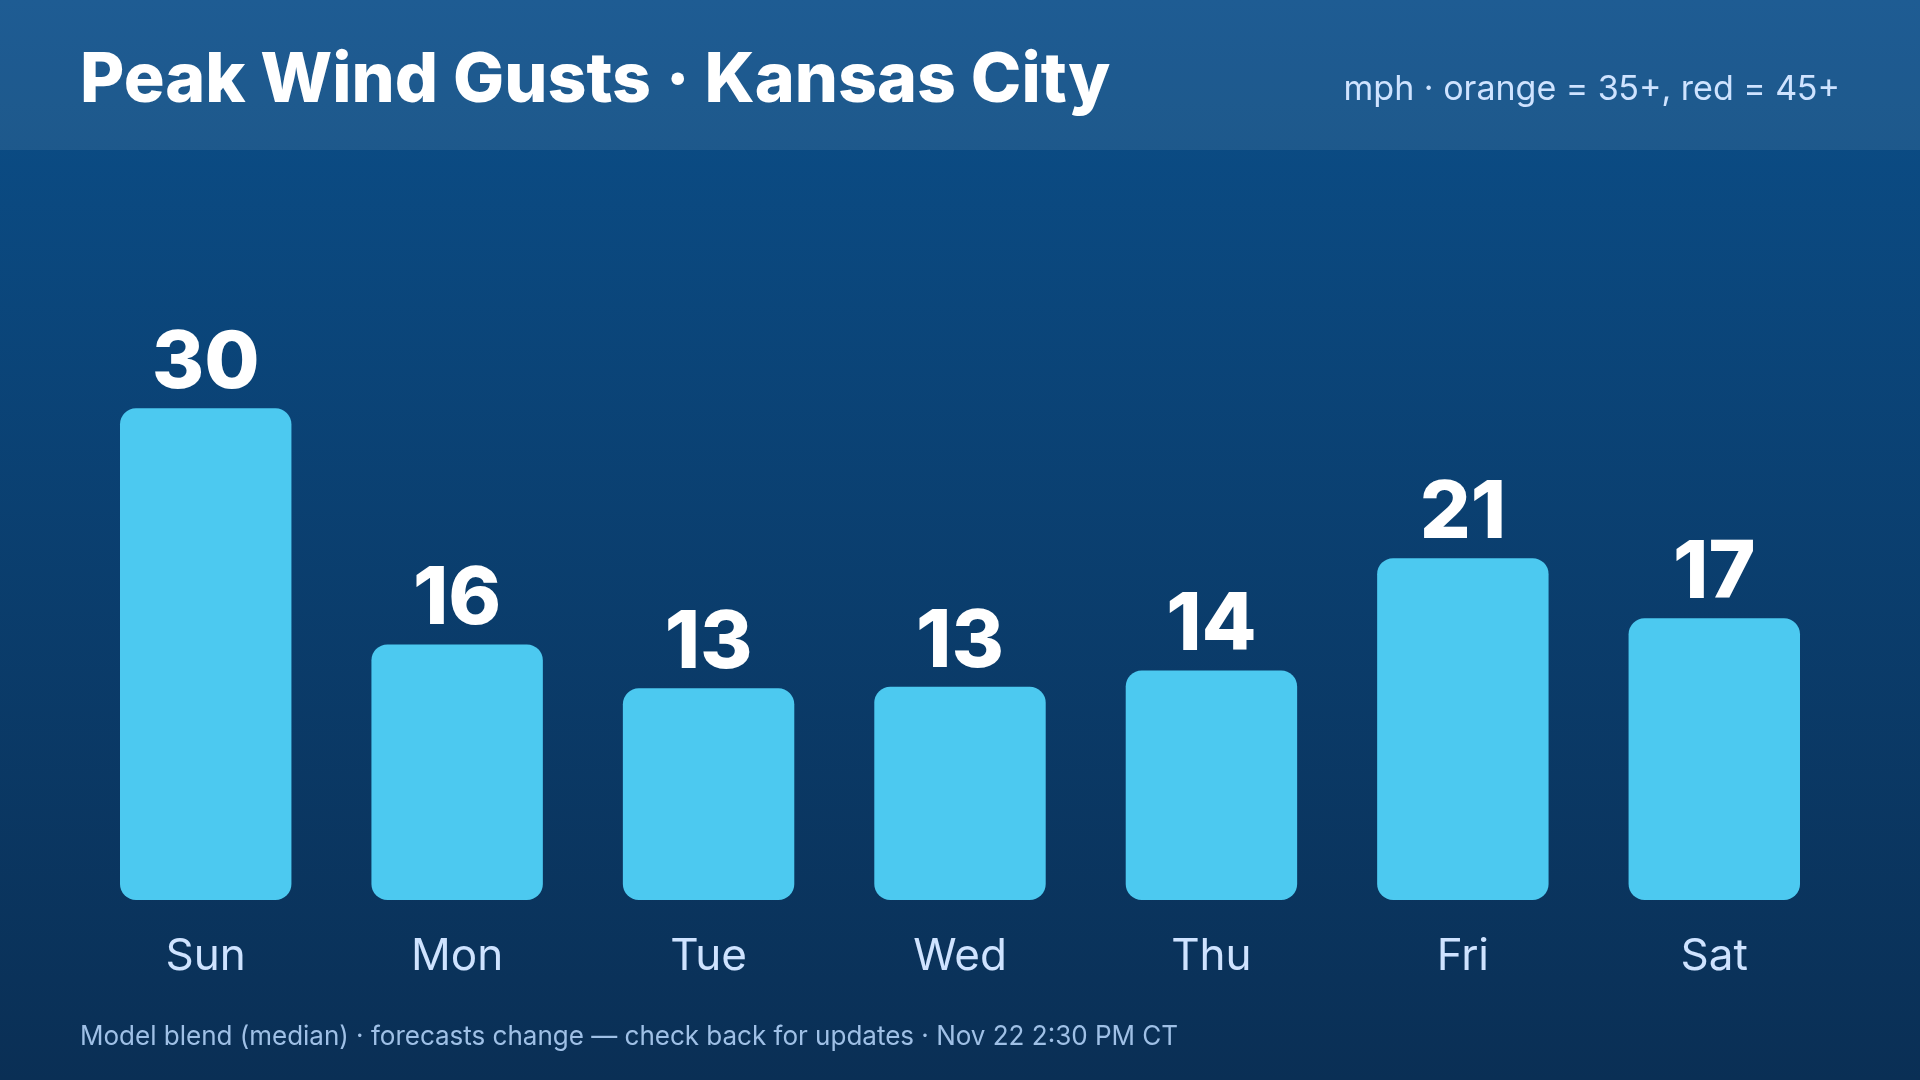 Peak Wind Gusts · Kansas City
mph · orange = 35+, red = 45+
30
16
13
13
14
21
17
Sun
Mon
Tue
Wed
Thu
Fri
Sat
Model blend (median) · forecasts change — check back for updates · Nov 22 2:30 PM CT